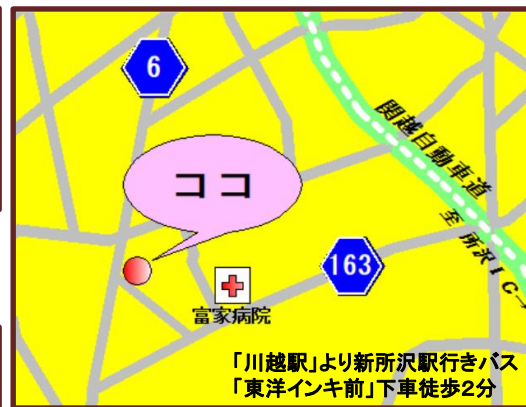 6
関越自動車道
ココ
至 所沢IC→
163
富家病院
「川越駅」より新所沢駅行きバス
「東洋インキ前」下車徒歩2分